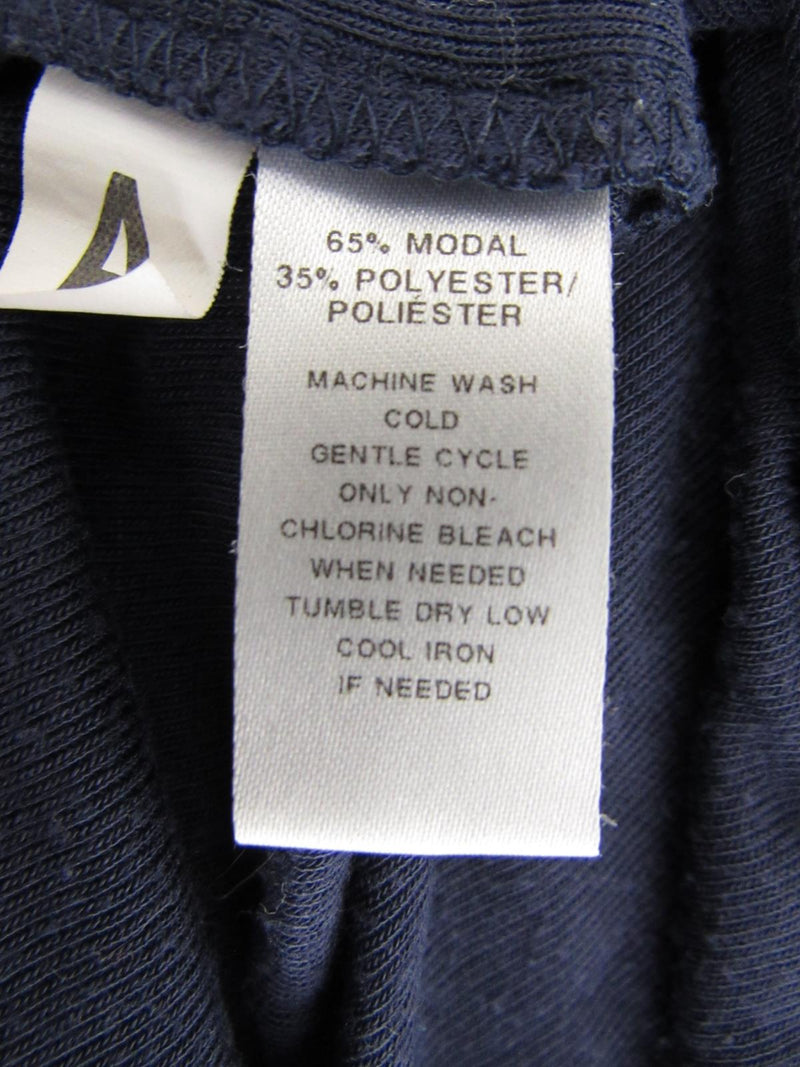 65% MODAL
35% POLYESTER/
POLIÉSTER
MACHINE WASH
COLD
GENTLE CYCLE
ONLY NON-
CHLORINE BLEACH
WHEN NEEDED
TUMBLE DRY LOW
COOL IRON
IF NEEDED